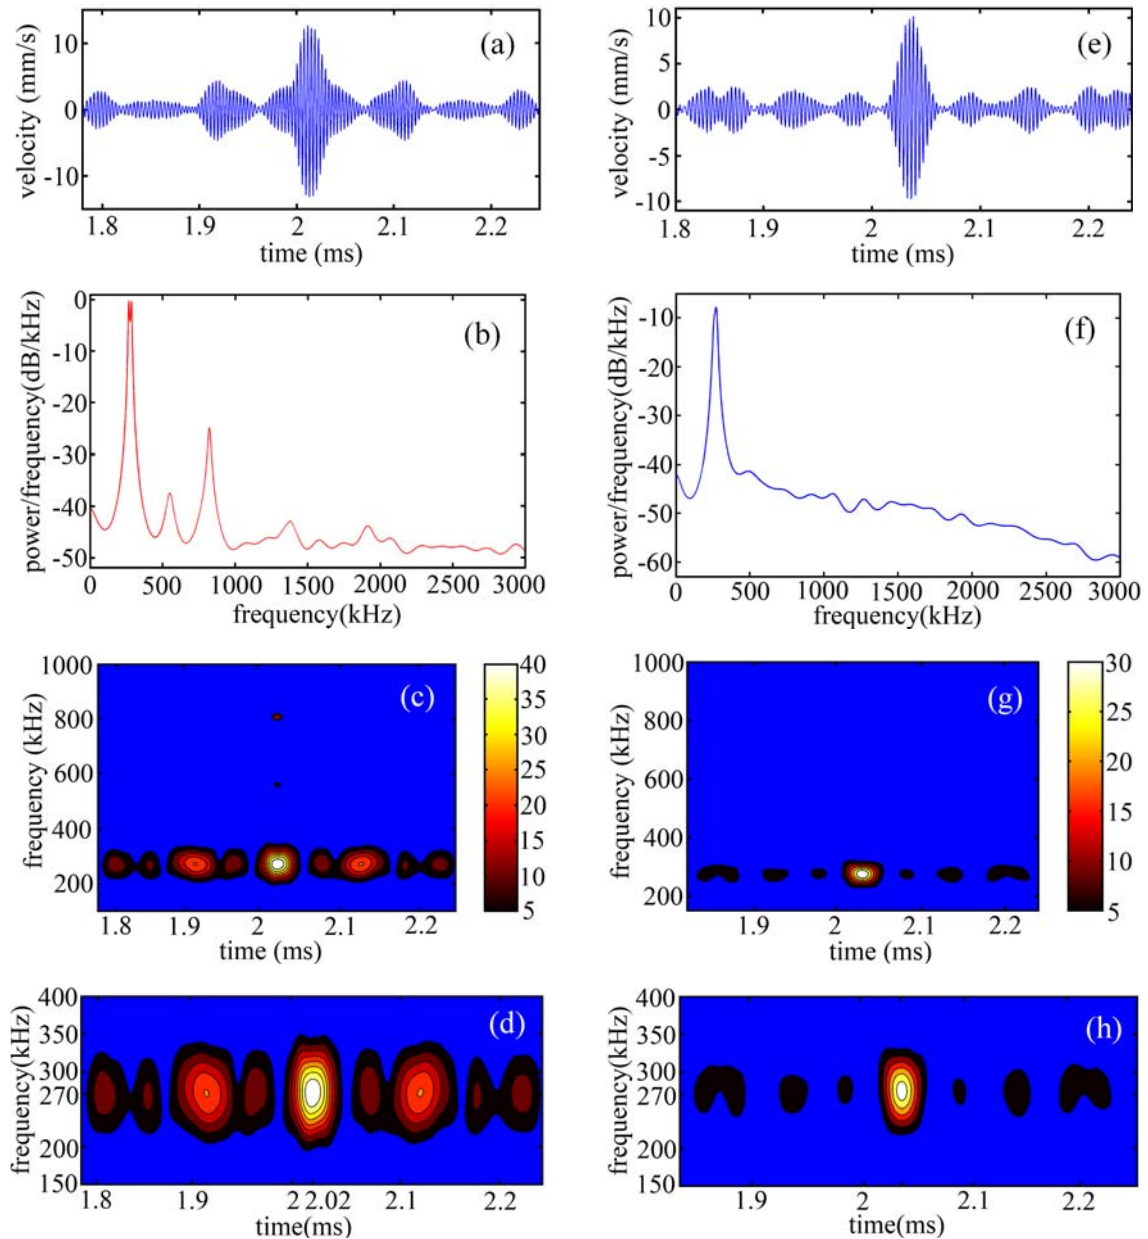 (a)
velocity (mm/s)
10
0
-10
1.8 1.9 2 2.1 2.2
time (ms)
(e)
velocity (mm/s)
10
5
0
-5
-10
1.8 1.9 2 2.1 2.2
time (ms)
(b)
power/frequency(dB/kHz)
0
-10
-20
-30
-40
-50
0 500 1000 1500 2000 2500 3000
frequency(kHz)
(f)
power/frequency(dB/kHz)
-10
-20
-30
-40
-50
-60
0 500 1000 1500 2000 2500 3000
frequency(kHz)
(c)
frequency (kHz)
1000
800
600
400
200
1.8 1.9 2 2.1 2.2
time (ms)
40
35
30
25
20
15
10
5
(g)
frequency (kHz)
1000
800
600
400
200
1.9 2 2.1 2.2
time (ms)
30
25
20
15
10
5
(d)
frequency(kHz)
400
350
300
270
200
150
1.8 1.9 2 2.02 2.1 2.2
time(ms)
(h)
frequency(kHz)
400
350
300
270
200
150
1.9 2 2.1 2.2
time(ms)